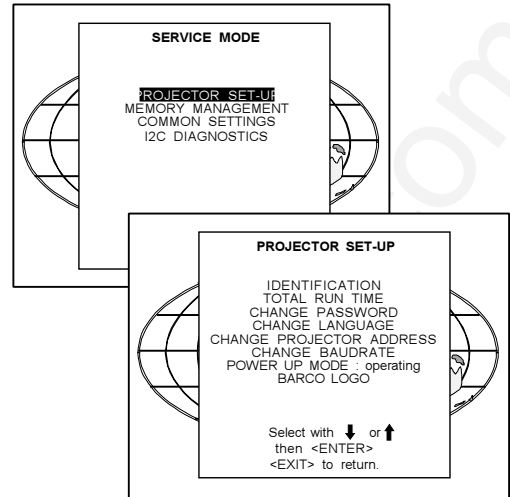 SERVICE MODE
PROJECTOR SET-UP
MEMORY MANAGEMENT
COMMON SETTINGS
I2C DIAGNOSTICS
PROJECTOR SET-UP
IDENTIFICATION
TOTAL RUN TIME
CHANGE PASSWORD
CHANGE LANGUAGE
CHANGE PROJECTOR ADDRESS
CHANGE BAUDRATE
POWER UP MODE : operating
BARCO LOGO
Select with ⬇ or ⬆
then <ENTER>
<EXIT> to return.
com